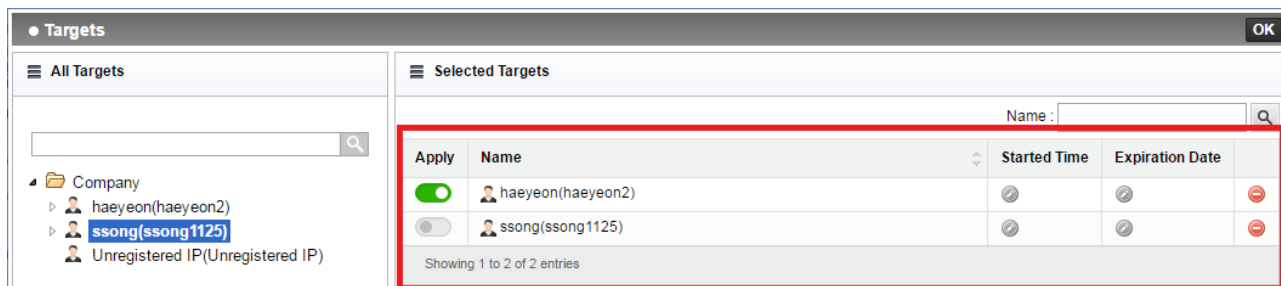 Targets
OK
All Targets
Selected Targets
Name :
Company
haeyeon(haeyeon2)
ssong(ssong1125)
Unregistered IP(Unregistered IP)
Apply Name Started Time Expiration Date
haeyeon(haeyeon2)
ssong(ssong1125)
Showing 1 to 2 of 2 entries